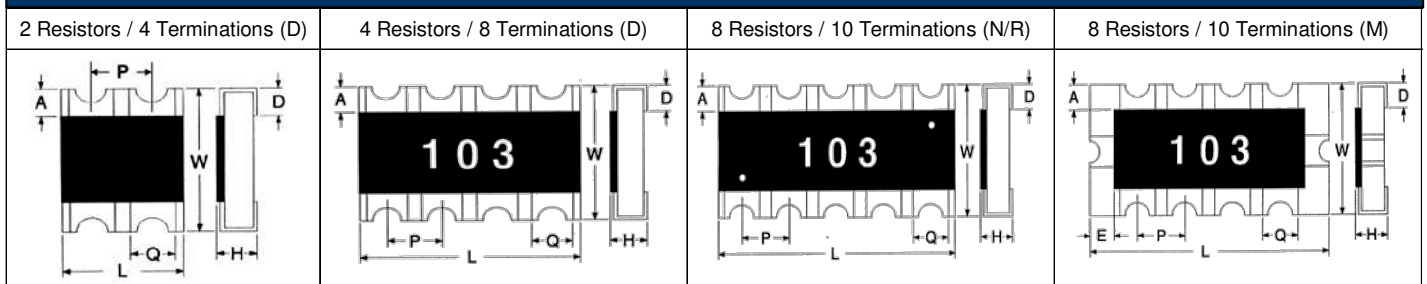 2 Resistors / 4 Terminations (D)
4 Resistors / 8 Terminations (D)
8 Resistors / 10 Terminations (N/R)
8 Resistors / 10 Terminations (M)
P
A
D
W
Q
H
L
A
D
103
W
P
Q
H
L
A
D
103
W
P
Q
H
L
A
D
103
W
E
P
Q
H
L